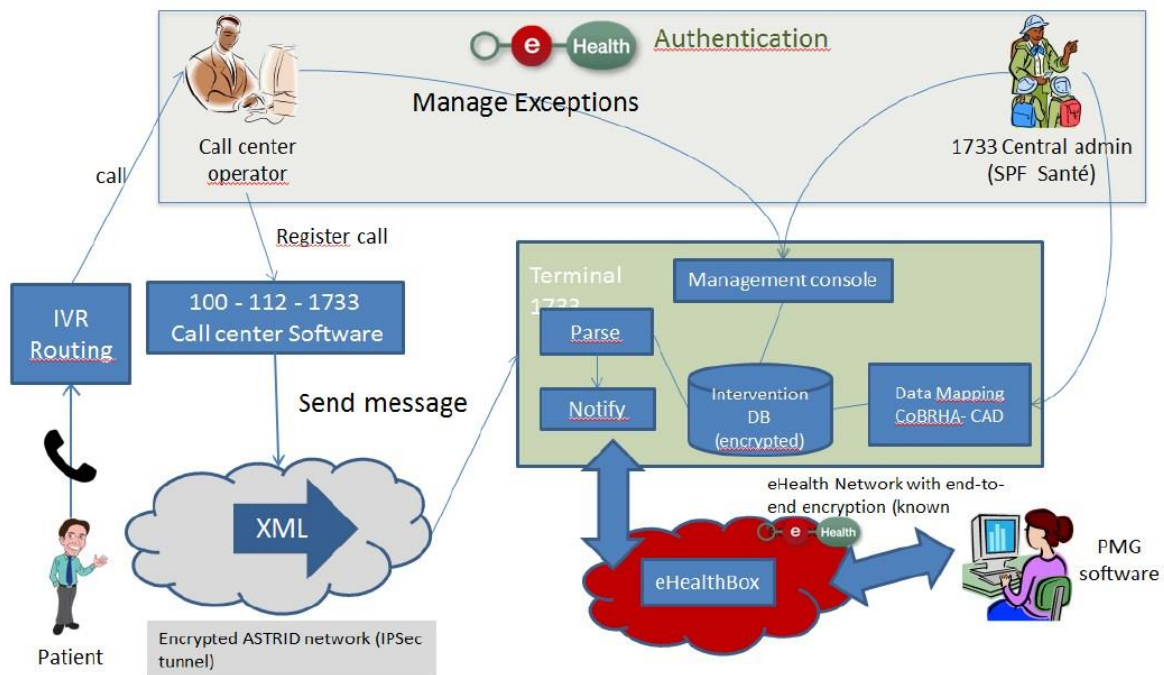 e Health
Authentication
Manage Exceptions
Call center
operator
1733 Central admin
(SPF Santé)
call
Register call
IVR
Routing
100 - 112 - 1733
Call center Software
Send message
Terminal
1733
Management console
Parse
Notify
Intervention
DB
(encrypted)
Data Mapping
CoBRHA- CAD
XML
eHealth Network with end-to-
end encryption (known
e Health
eHealthBox
PMG
software
Patient
Encrypted ASTRID network (IPSec
tunnel)